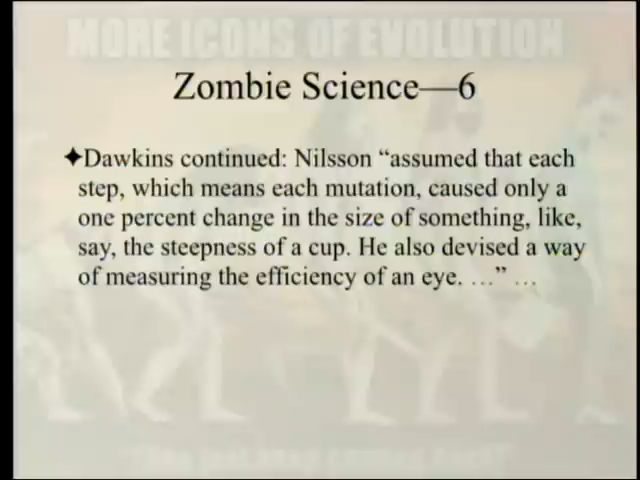 MORE ICONS OF EVOLUTION
Zombie Science—6
✦Dawkins continued: Nilsson “assumed that each
step, which means each mutation, caused only a
one percent change in the size of something, like,
say, the steepness of a cup. He also devised a way
of measuring the efficiency of an eye. …” …